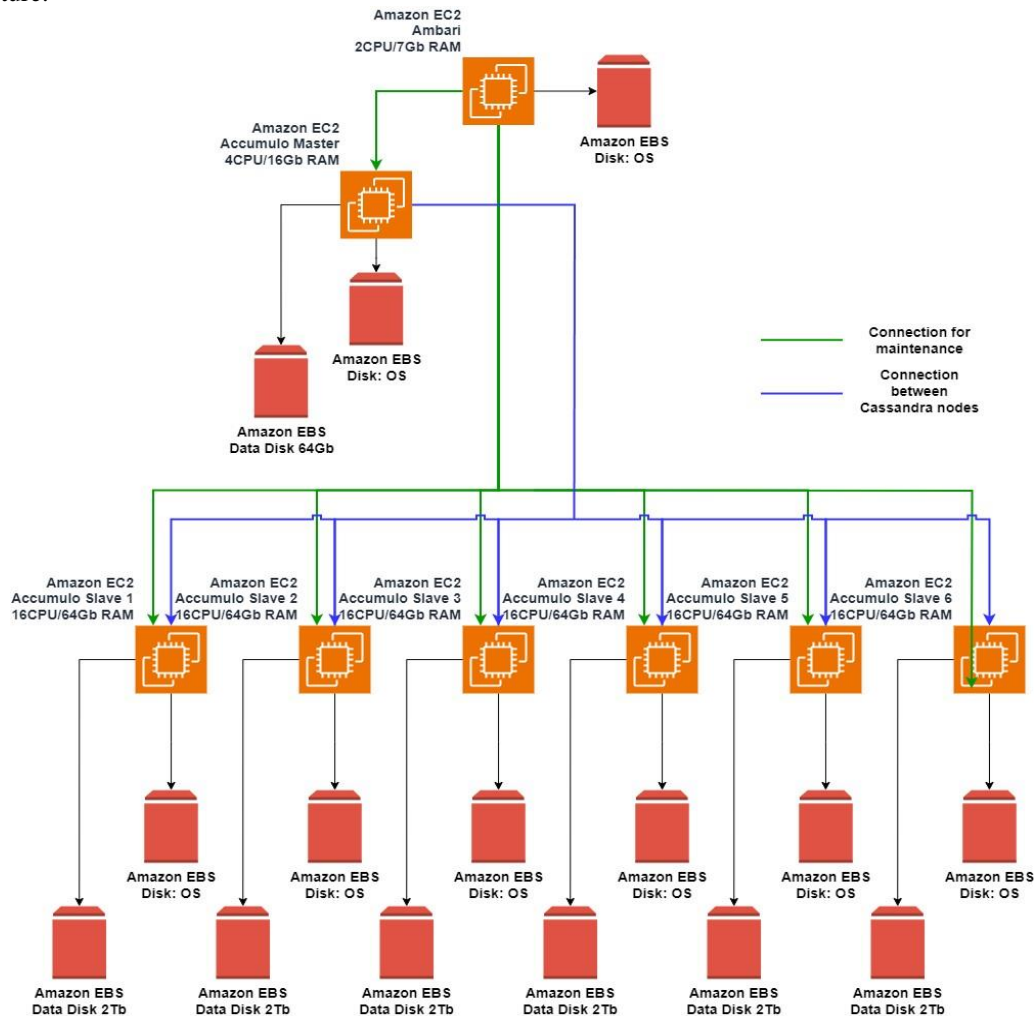 Amazon EC2
Ambari
2CPU/7Gb RAM
Amazon EBS
Disk: OS
Amazon EC2
Accumulo Master
4CPU/16Gb RAM
Amazon EBS
Disk: OS
Amazon EBS
Data Disk 64Gb
Connection for
maintenance
Connection
between
Cassandra nodes
Amazon EC2
Accumulo Slave 1
16CPU/64Gb RAM
Amazon EC2
Accumulo Slave 2
16CPU/64Gb RAM
Amazon EC2
Accumulo Slave 3
16CPU/64Gb RAM
Amazon EC2
Accumulo Slave 4
16CPU/64Gb RAM
Amazon EC2
Accumulo Slave 5
16CPU/64Gb RAM
Amazon EC2
Accumulo Slave 6
16CPU/64Gb RAM
Amazon EBS
Disk: OS
Amazon EBS
Disk: OS
Amazon EBS
Disk: OS
Amazon EBS
Disk: OS
Amazon EBS
Disk: OS
Amazon EBS
Disk: OS
Amazon EBS
Data Disk 2Tb
Amazon EBS
Data Disk 2Tb
Amazon EBS
Data Disk 2Tb
Amazon EBS
Data Disk 2Tb
Amazon EBS
Data Disk 2Tb
Amazon EBS
Data Disk 2Tb